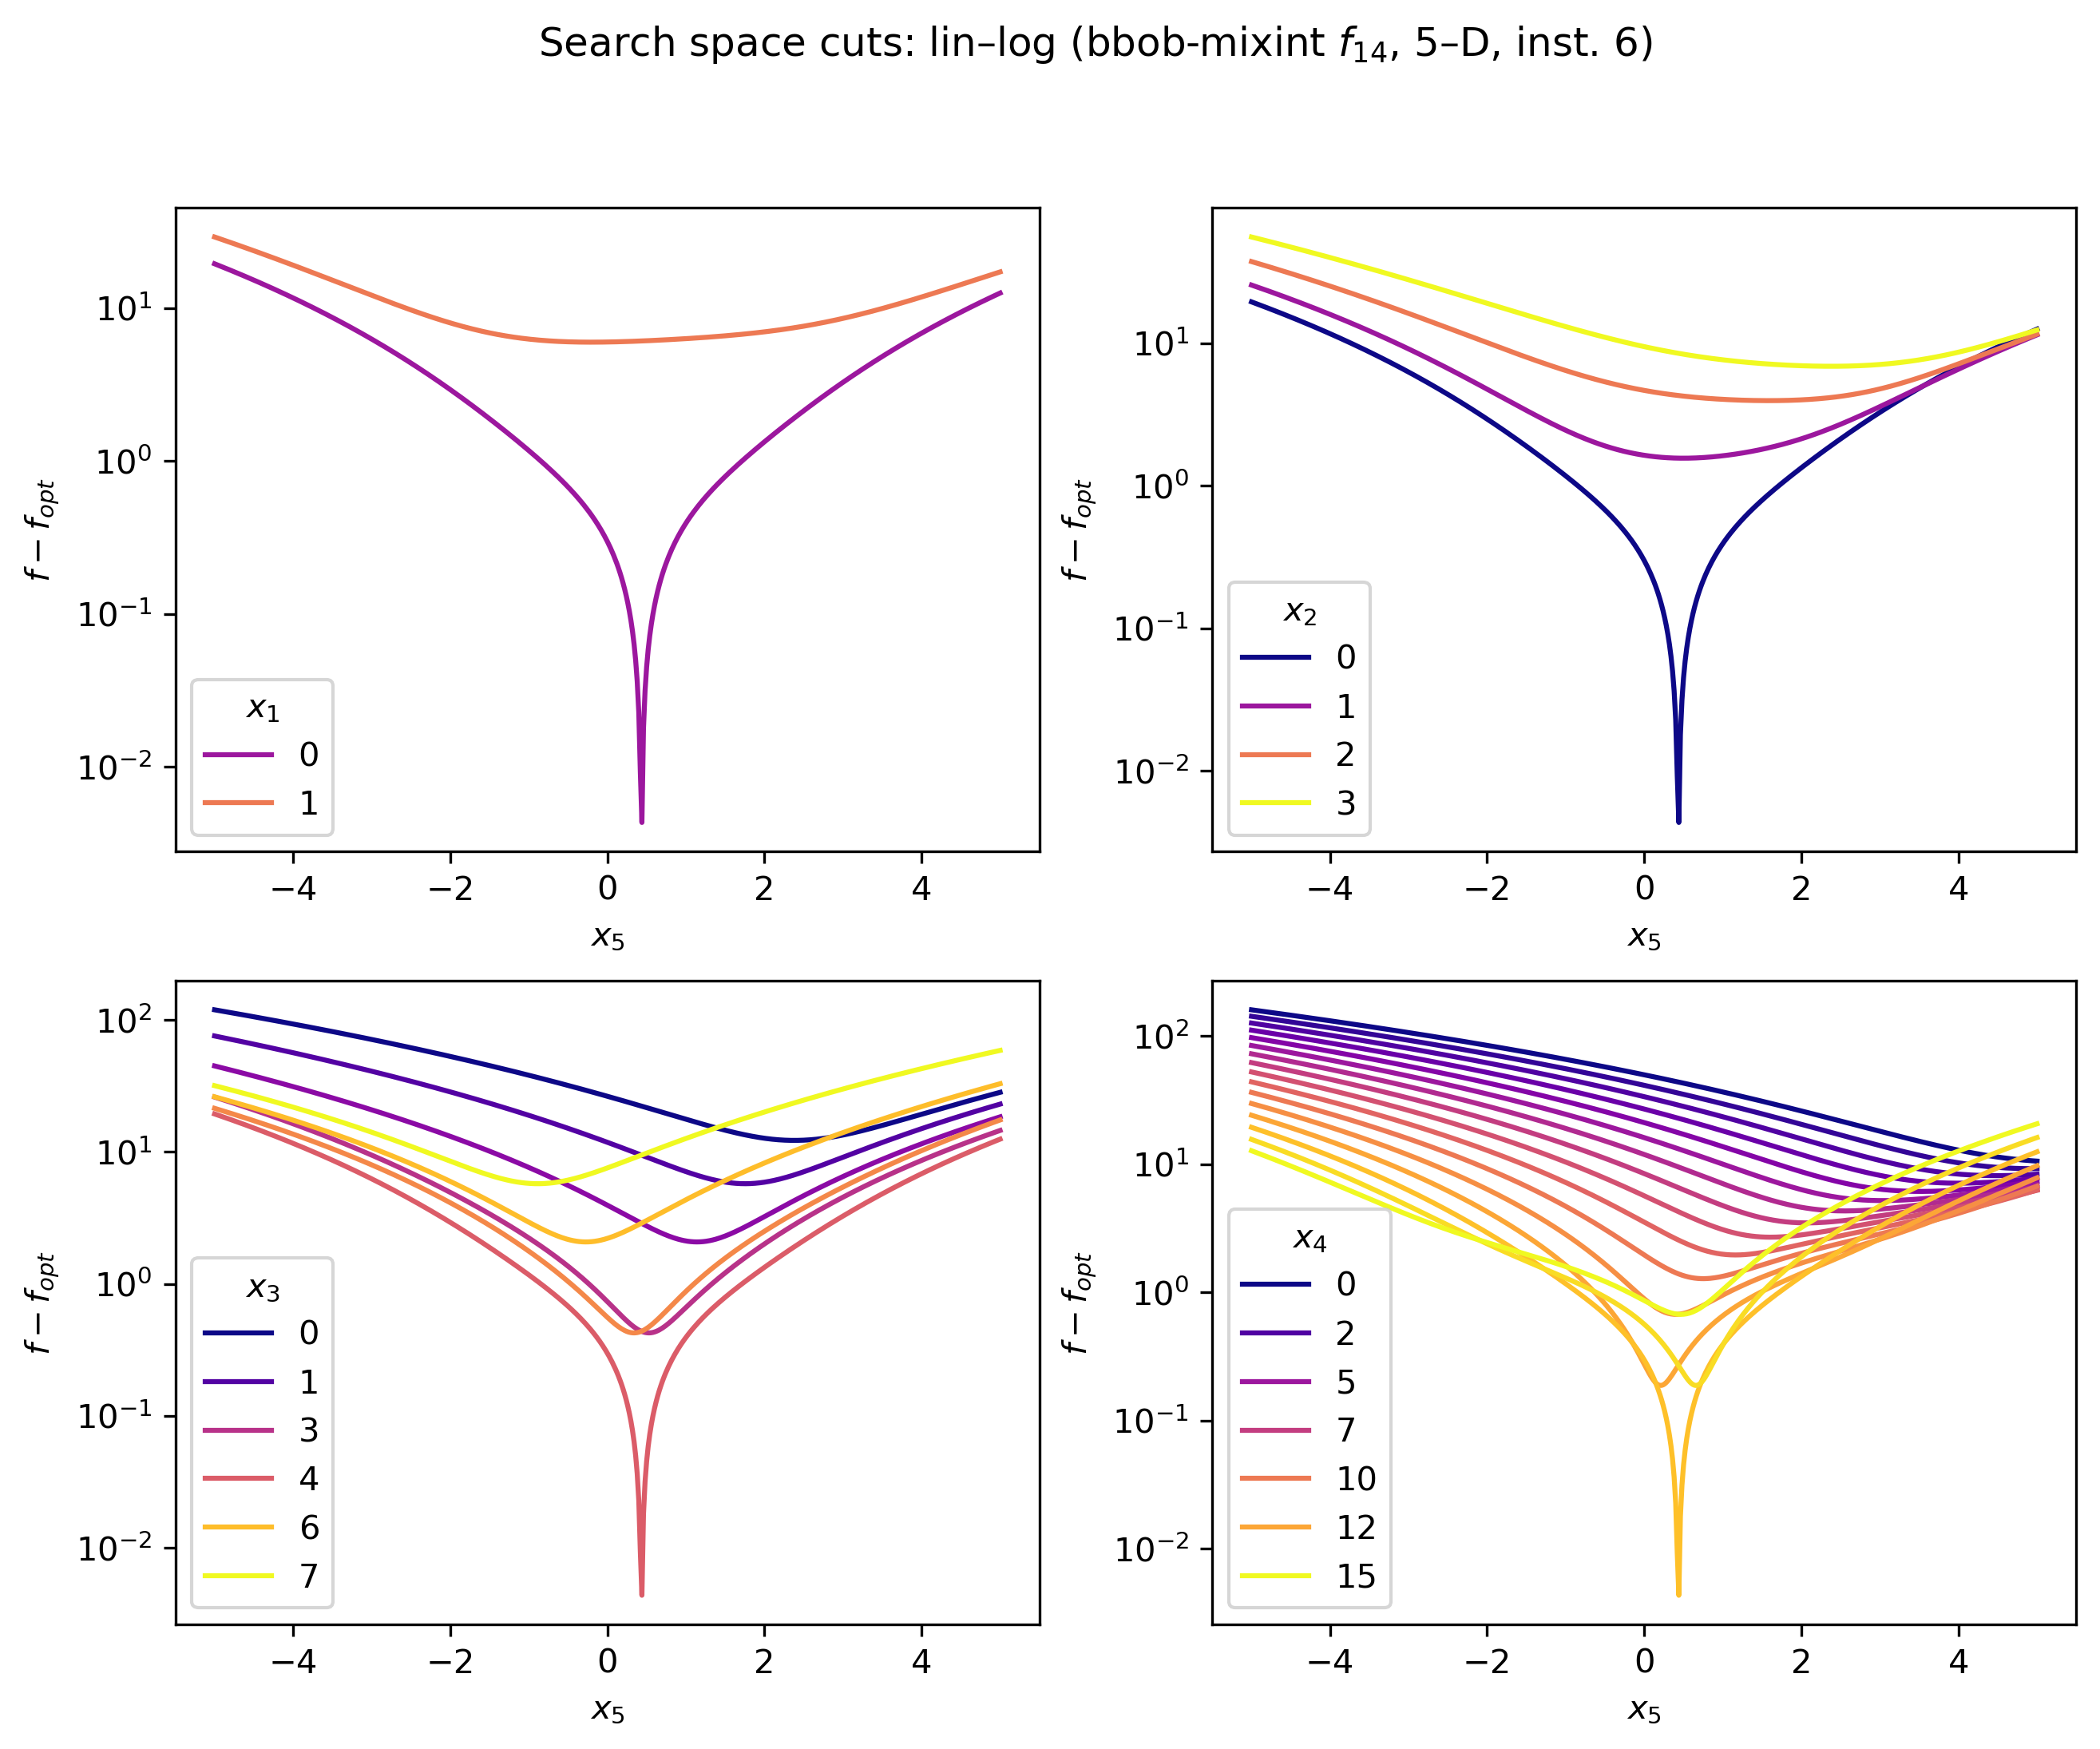 Search space cuts: lin–log (bbob-mixint f14, 5–D, inst. 6)
10^1
10^0
10^−1
10^−2
f − fopt
x1
0
1
−4 −2 0 2 4
x5
10^1
10^0
10^−1
10^−2
f − fopt
x2
0
1
2
3
−4 −2 0 2 4
x5
10^2
10^1
10^0
10^−1
10^−2
f − fopt
x3
0
1
3
4
6
7
−4 −2 0 2 4
x5
10^2
10^1
10^0
10^−1
10^−2
f − fopt
x4
0
2
5
7
10
12
15
−4 −2 0 2 4
x5